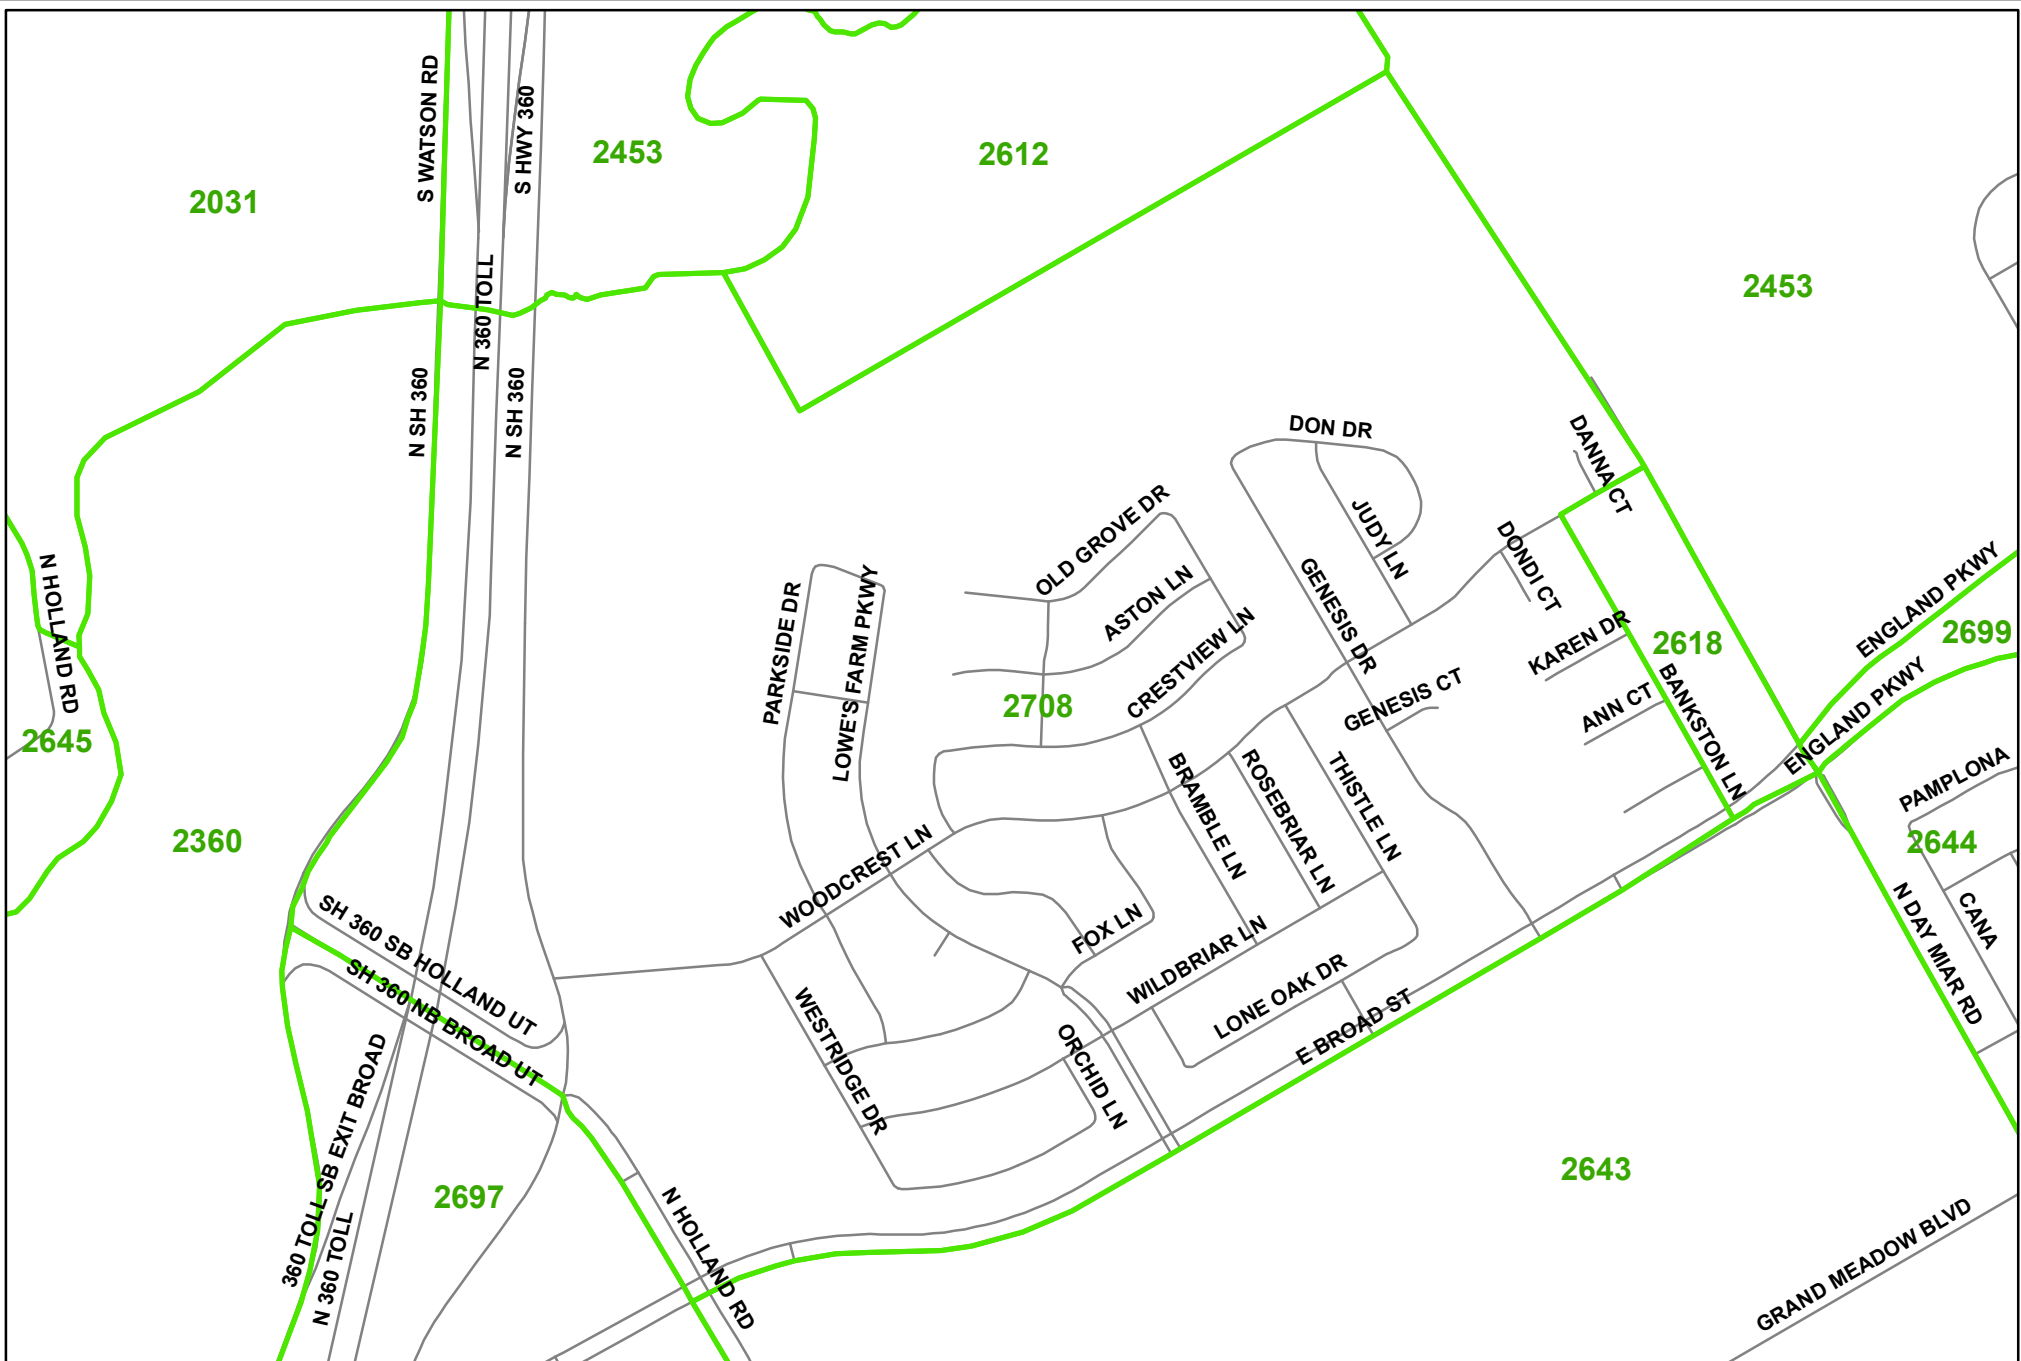 S WATSON RD
S HWY 360
2453
2612
2031
2453
N 360 TOLL
N SH 360
N SH 360
DON DR
DANNA CT
OLD GROVE DR
JUDY LN
DONDI CT
N HOLLAND RD
PARKSIDE DR
LOWE'S FARM PKWY
ASTON LN
CRESTVIEW LN
GENESIS DR
KAREN DR
2618
ENGLAND PKWY
2699
2645
2708
GENESIS CT
ANN CT
BANKSTON LN
ENGLAND PKWY
PAMPLONA
2360
WOODCREST LN
BRAMBLE LN
ROSEBRIAR LN
THISTLE LN
2644
CANA
N DAY MIAR RD
SH 360 SB HOLLAND UT
SH 360 NB BROAD UT
FOX LN
WILDBRIAR LN
LONE OAK DR
E BROAD ST
WESTRIDGE DR
ORCHID LN
360 TOLL SB EXIT BROAD
N 360 TOLL
2697
N HOLLAND RD
2643
GRAND MEADOW BLVD